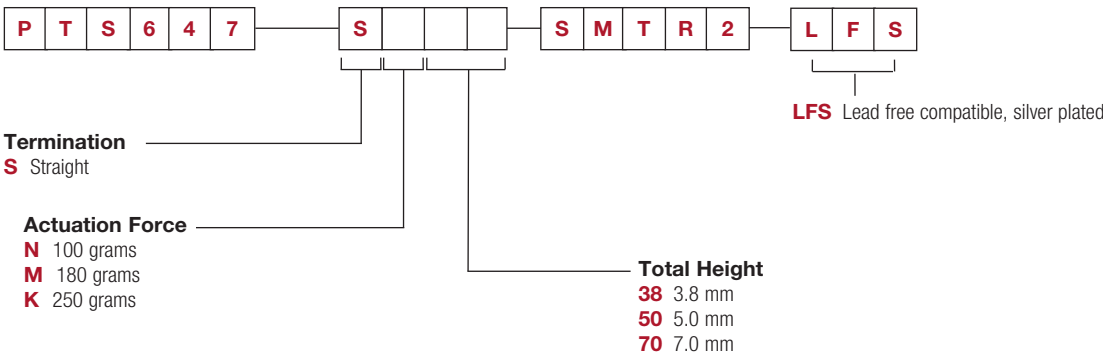 P T S 6 4 7 S S M T R 2 L F S
LFS Lead free compatible, silver plated
Termination
S Straight
Actuation Force
N 100 grams
M 180 grams
K 250 grams
Total Height
38 3.8 mm
50 5.0 mm
70 7.0 mm